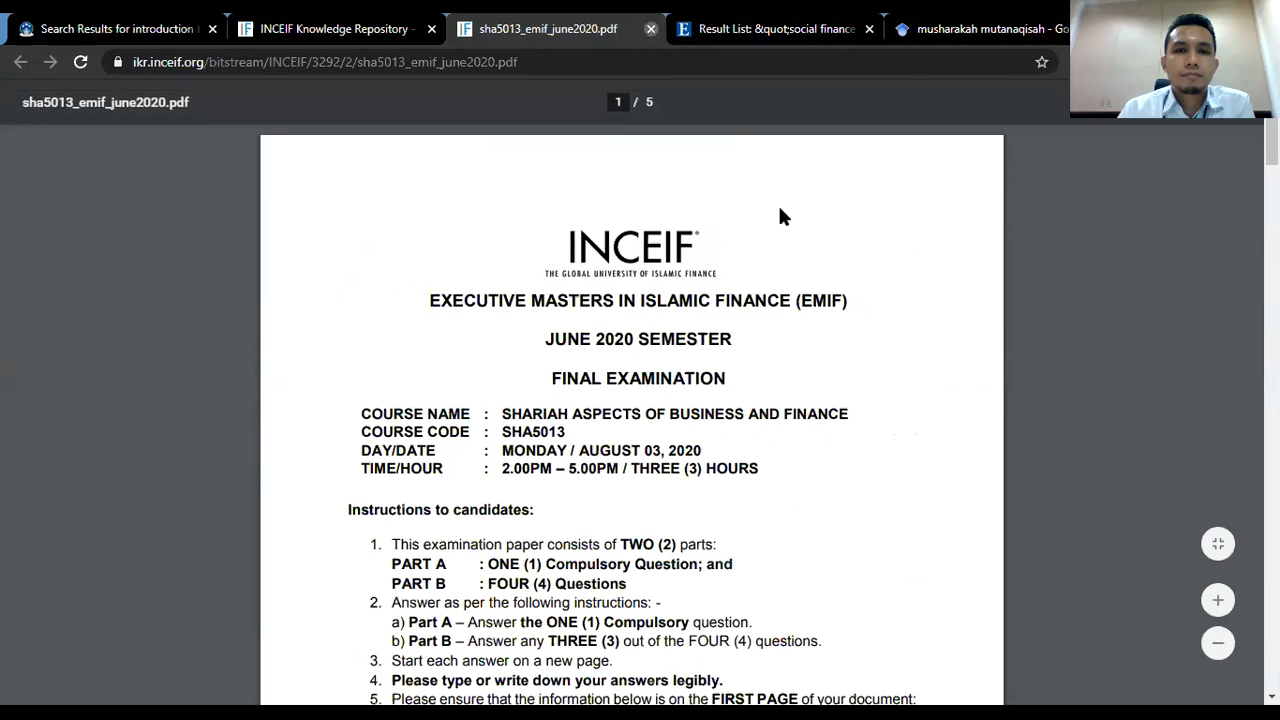 Search Results for introduction
INCEIF Knowledge Repository -
sha5013_emif_june2020.pdf
Result List: &quot;social finance
musharakah mutanaqisah - Go
ikr.inceif.org/bitstream/INCEIF/3292/2/sha5013_emif_june2020.pdf
sha5013_emif_june2020.pdf
1 / 5
INCEIF
THE GLOBAL UNIVERSITY OF ISLAMIC FINANCE
EXECUTIVE MASTERS IN ISLAMIC FINANCE (EMIF)
JUNE 2020 SEMESTER
FINAL EXAMINATION
COURSE NAME : SHARIAH ASPECTS OF BUSINESS AND FINANCE
COURSE CODE : SHA5013
DAY/DATE : MONDAY / AUGUST 03, 2020
TIME/HOUR : 2.00PM – 5.00PM / THREE (3) HOURS
Instructions to candidates:
1. This examination paper consists of TWO (2) parts:
PART A : ONE (1) Compulsory Question; and
PART B : FOUR (4) Questions
2. Answer as per the following instructions: -
a) Part A – Answer the ONE (1) Compulsory question.
b) Part B – Answer any THREE (3) out of the FOUR (4) questions.
3. Start each answer on a new page.
4. Please type or write down your answers legibly.
5. Please ensure that the information below is on the FIRST PAGE of your document: